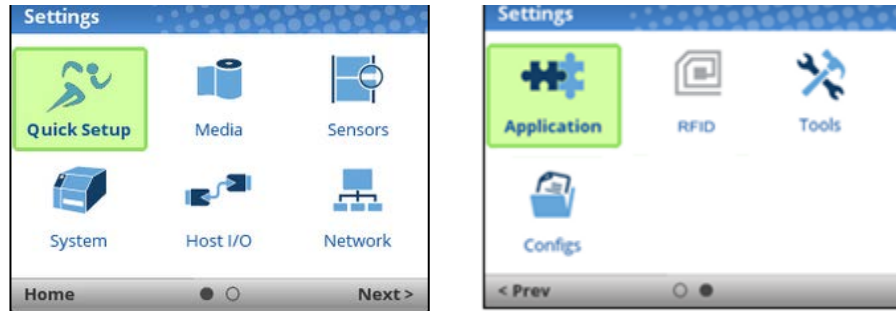 Settings
Quick Setup Media Sensors
System Host I/O Network
Home Next >
Settings
Application RFID Tools
Configs
< Prev